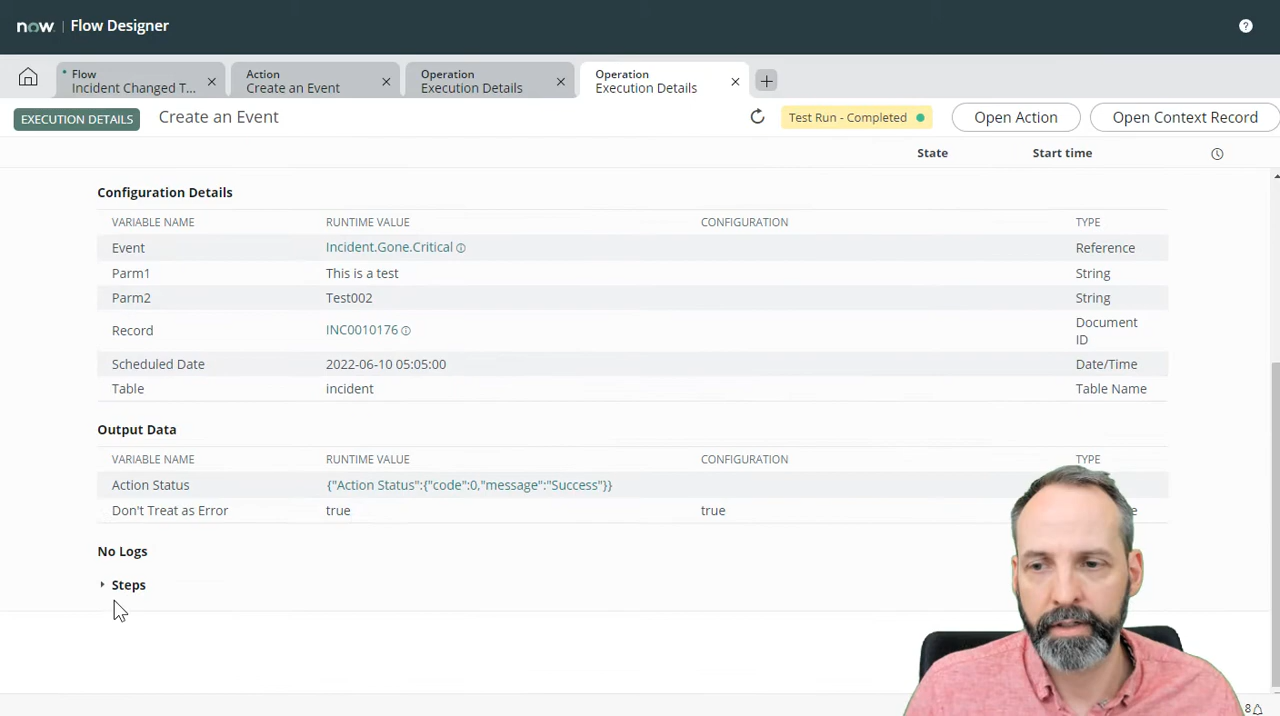 now. | Flow Designer
Flow
Incident Changed T...
Action
Create an Event
Operation
Execution Details
Operation
Execution Details
EXECUTION DETAILS Create an Event Test Run - Completed Open Action Open Context Record
State Start time
Configuration Details
VARIABLE NAME RUNTIME VALUE CONFIGURATION TYPE
Event Incident.Gone.Critical Reference
Parm1 This is a test String
Parm2 Test002 String
Record INC0010176 Document ID
Scheduled Date 2022-06-10 05:05:00 Date/Time
Table incident Table Name
Output Data
VARIABLE NAME RUNTIME VALUE CONFIGURATION TYPE
Action Status {"Action Status":{"code":0,"message":"Success"}}
Don't Treat as Error true true
No Logs
Steps
8